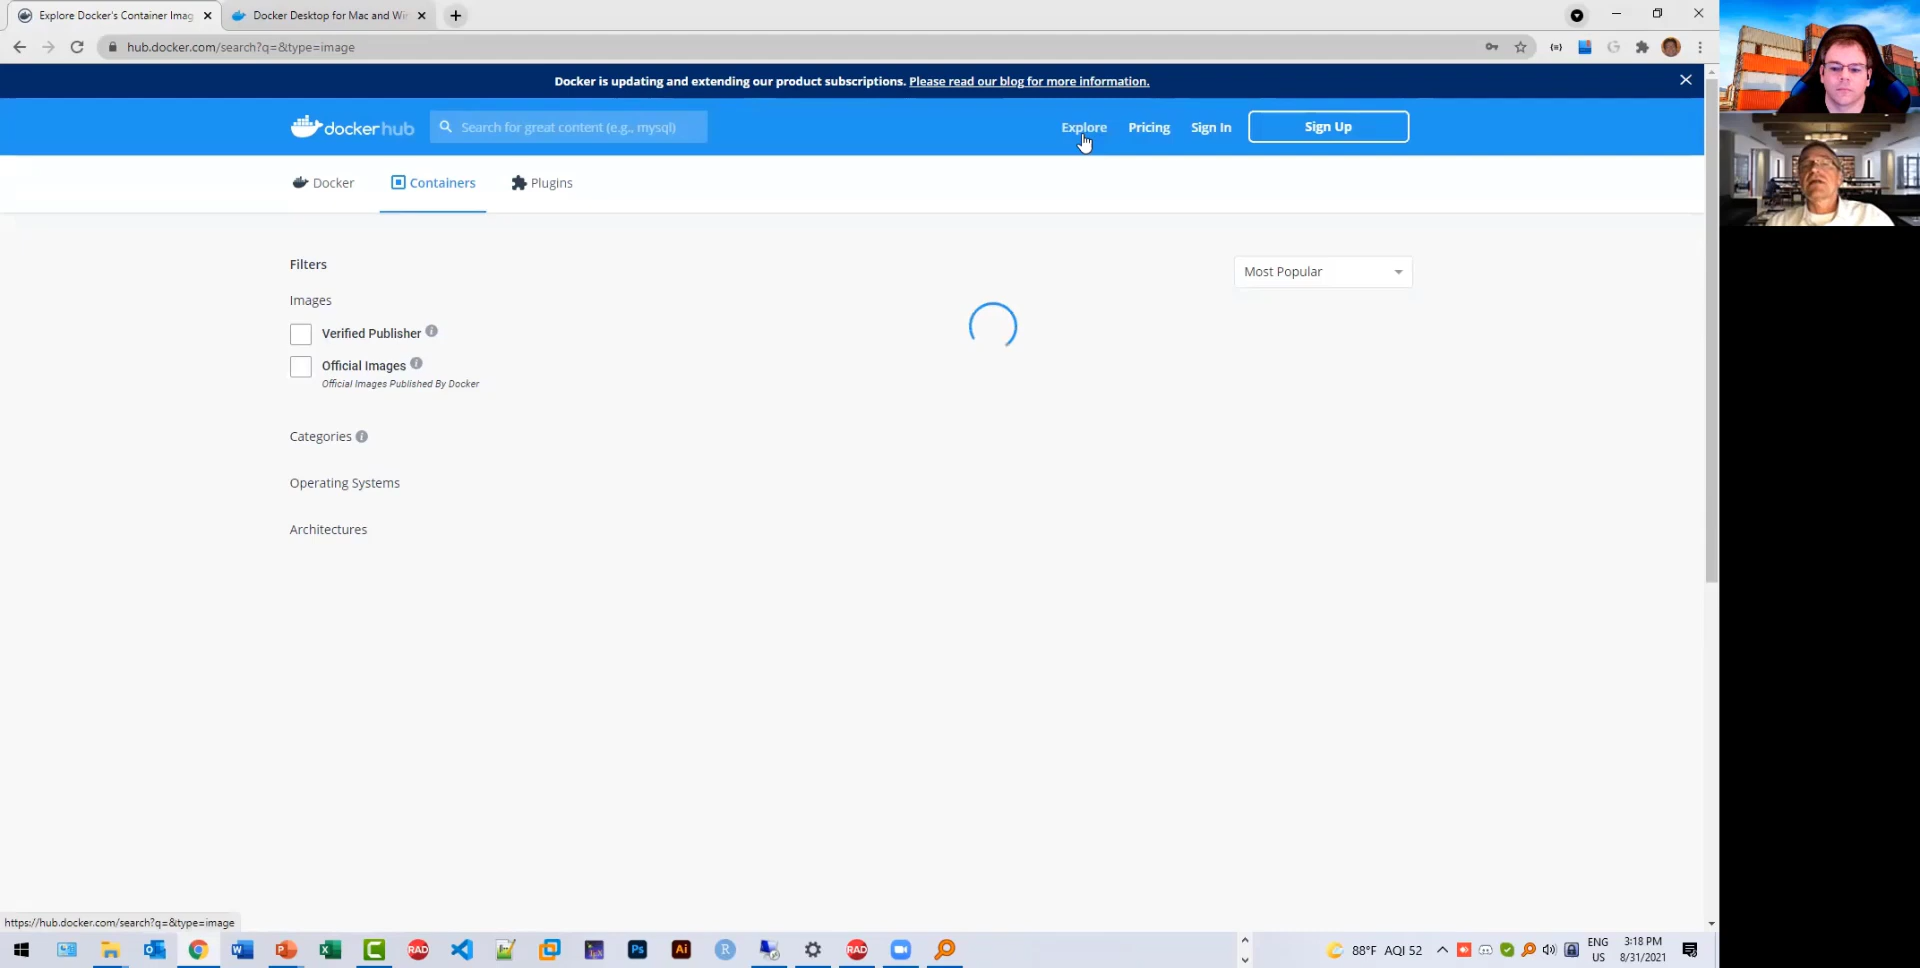 Explore Docker's Container Imag
Docker Desktop for Mac and Wi
hub.docker.com/search?q=&type=image
Docker is updating and extending our product subscriptions. Please read our blog for more information.
docker hub
Search for great content (e.g., mysql)
Explore
Pricing
Sign In
Sign Up
Docker
Containers
Plugins
Filters
Most Popular
Images
Verified Publisher
Official Images
Official Images Published By Docker
Categories
Operating Systems
Architectures
https://hub.docker.com/search?q=&type=image
RAD
Ps
Ai
R
RAD
88°F AQI 52
ENG
US
3:18 PM
8/31/2021